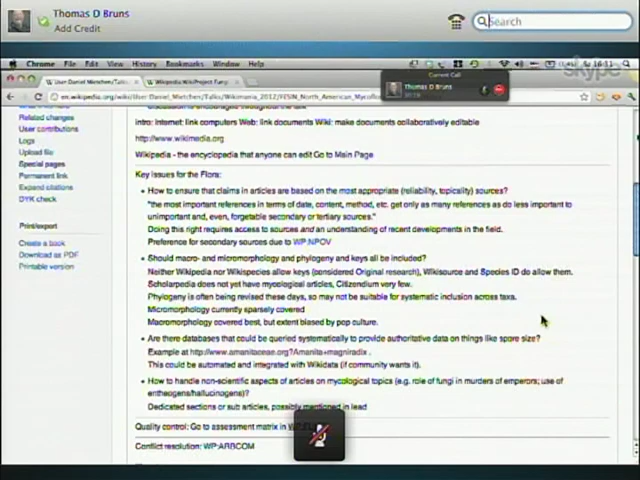 Thomas D Bruns
Add Credit
Search
Chrome File Edit View History Bookmarks Window Help
skype
Current Call
Thomas D Bruns
User:Daniel Mietchen/Talks/
Wikipedia:WikiProject Fungi
en.wikipedia.org/wiki/User:Daniel_Mietchen/Talks/Wikimania_2012/FESIN_North_American_Mycoflora
Related changes
User contributions
Logs
Upload file
Special pages
Permanent link
Expand citations
DYK check
Print/export
Create a book
Download as PDF
Printable version
intro: Internet: link computers Web: link documents Wiki: make documents collaboratively editable
http://www.wikimedia.org
Wikipedia - the encyclopedia that anyone can edit Go to Main Page
Key issues for the Flora:
• How to ensure that claims in articles are based on the most appropriate (reliability, topicality) sources?
"the most important references in terms of date, content, method, etc. get only as many references as do less important to
unimportant and, even, forgetable secondary or tertiary sources."
Doing this right requires access to sources and an understanding of recent developments in the field.
Preference for secondary sources due to WP:NPOV
• Should macro- and micromorphology and phylogeny and keys all be included?
Neither Wikipedia nor Wikispecies allow keys (considered Original research), Wikisource and Species ID do allow them.
Scholarpedia does not yet have mycological articles, Citizendium very few.
Phylogeny is often being revised these days, so may not be suitable for systematic inclusion across taxa.
Micromorphology currently sparsely covered
Macromorphology covered best, but extent biased by pop culture.
• Are there databases that could be queried systematically to provide authoritative data on things like spore size?
Example at http://www.amanitaceae.org?Amanita+magniradix .
This could be automated and integrated with Wikidata (if community wants it).
• How to handle non-scientific aspects of articles on mycological topics (e.g. role of fungi in murders of emperors; use of
entheogens/hallucinogens)?
Dedicated sections or sub articles, possibly mentioned in lead
Quality control: Go to assessment matrix in
Conflict resolution: WP:ARBCOM